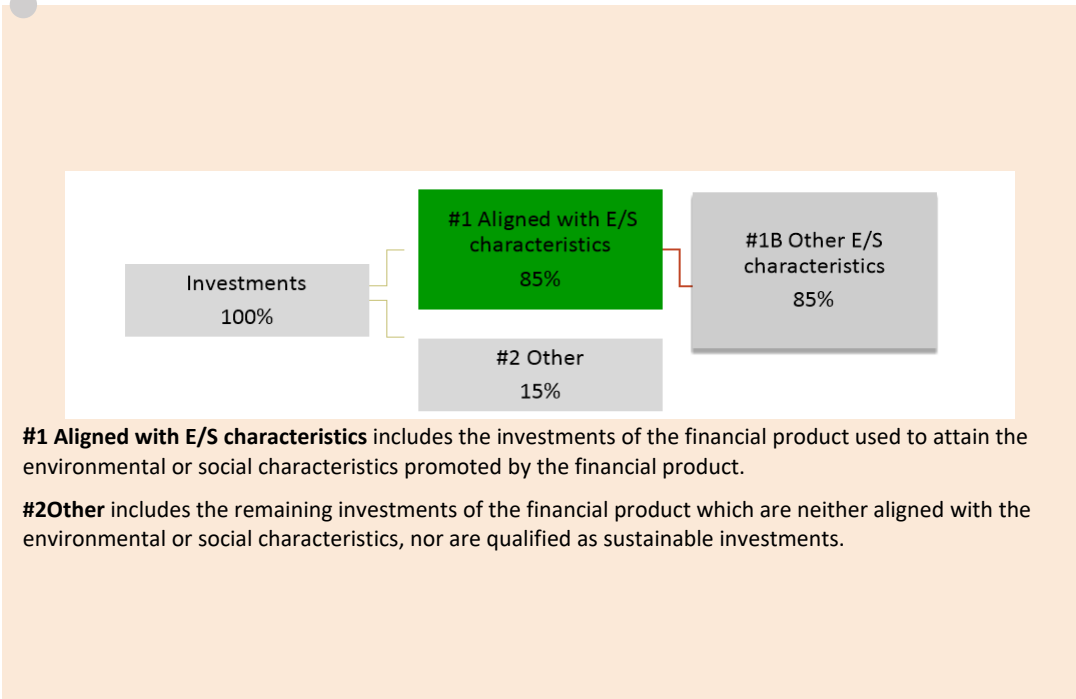 #1 Aligned with E/S
characteristics
85%
#1B Other E/S
characteristics
85%
Investments
100%
#2 Other
15%
#1 Aligned with E/S characteristics includes the investments of the financial product used to attain the
environmental or social characteristics promoted by the financial product.
#2Other includes the remaining investments of the financial product which are neither aligned with the
environmental or social characteristics, nor are qualified as sustainable investments.